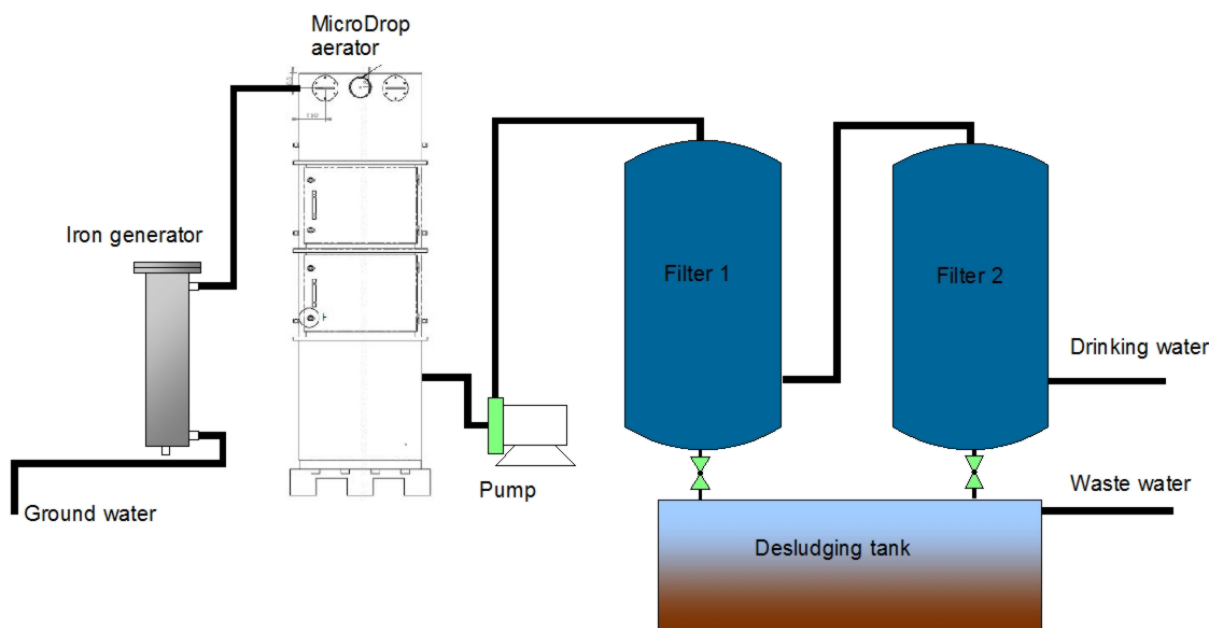 MicroDrop
aerator
Iron generator
Filter 1
Filter 2
Drinking water
Pump
Waste water
Ground water
Desludging tank